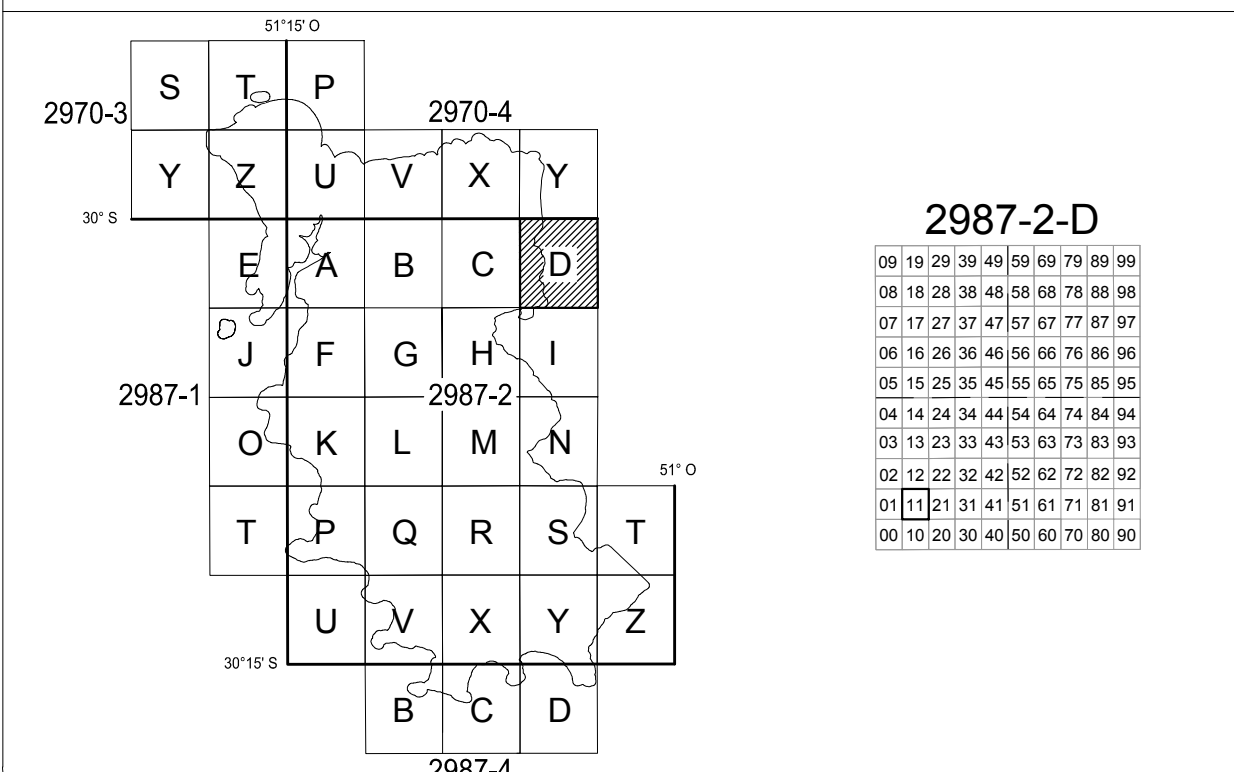 51°15' O
S T P
2970-3
2970-4
Y Z U V X Y
30° S
E A B C D
J F G H I
2987-1
2987-2
O K L M N
51° O
T P Q R S T
U V X Y Z
30°15' S
B C D
2987-4
2987-2-D
09 19 29 39 49 59 69 79 89 99
08 18 28 38 48 58 68 78 88 98
07 17 27 37 47 57 67 77 87 97
06 16 26 36 46 56 66 76 86 96
05 15 25 35 45 55 65 75 85 95
04 14 24 34 44 54 64 74 84 94
03 13 23 33 43 53 63 73 83 93
02 12 22 32 42 52 62 72 82 92
01 11 21 31 41 51 61 71 81 91
00 10 20 30 40 50 60 70 80 90